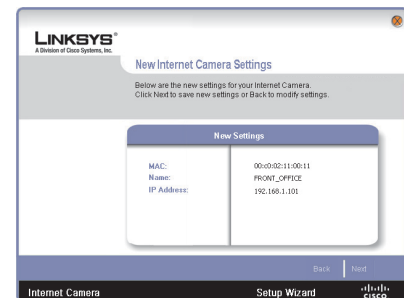 LINKSYS®
A Division of Cisco Systems, Inc.
New Internet Camera Settings
Below are the new settings for your Internet Camera.
Click Next to save new settings or Back to modify settings.
New Settings
MAC: 00:c0:02:11:00:11
Name: FRONT_OFFICE
IP Address: 192.168.1.101
Back Next
Internet Camera Setup Wizard CISCO